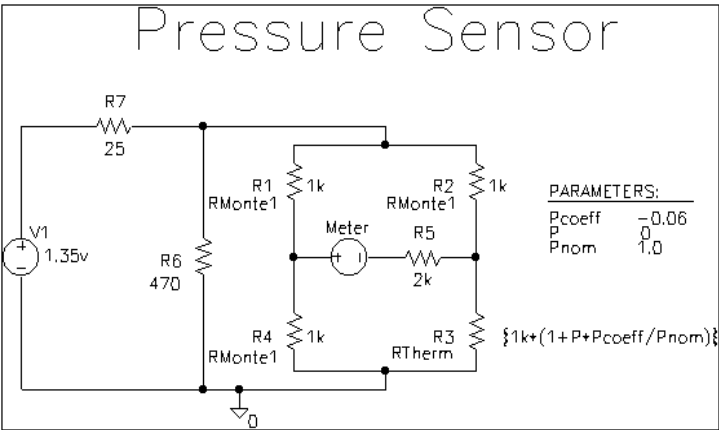 Pressure Sensor
R7
25
R1 1k
RMonte1
R2 1k
RMonte1
PARAMETERS:
Pcoeff -0.06
P 0
Pnom 1.0
Meter
R5
2k
V1
1.35v
+
-
+ -
R6
470
R4 1k
RMonte1
R3
RTherm
{1k*(1+P*Pcoeff/Pnom)}
0